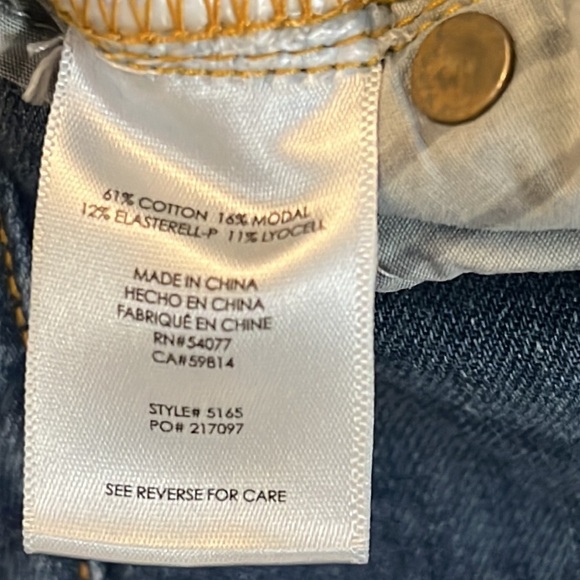 61% COTTON 16% MODAL
12% ELASTERELL-P 11% LYOCELL
MADE IN CHINA
HECHO EN CHINA
FABRIQUÉ EN CHINE
RN#54077
CA#59814
STYLE# 5165
PO# 217097
SEE REVERSE FOR CARE